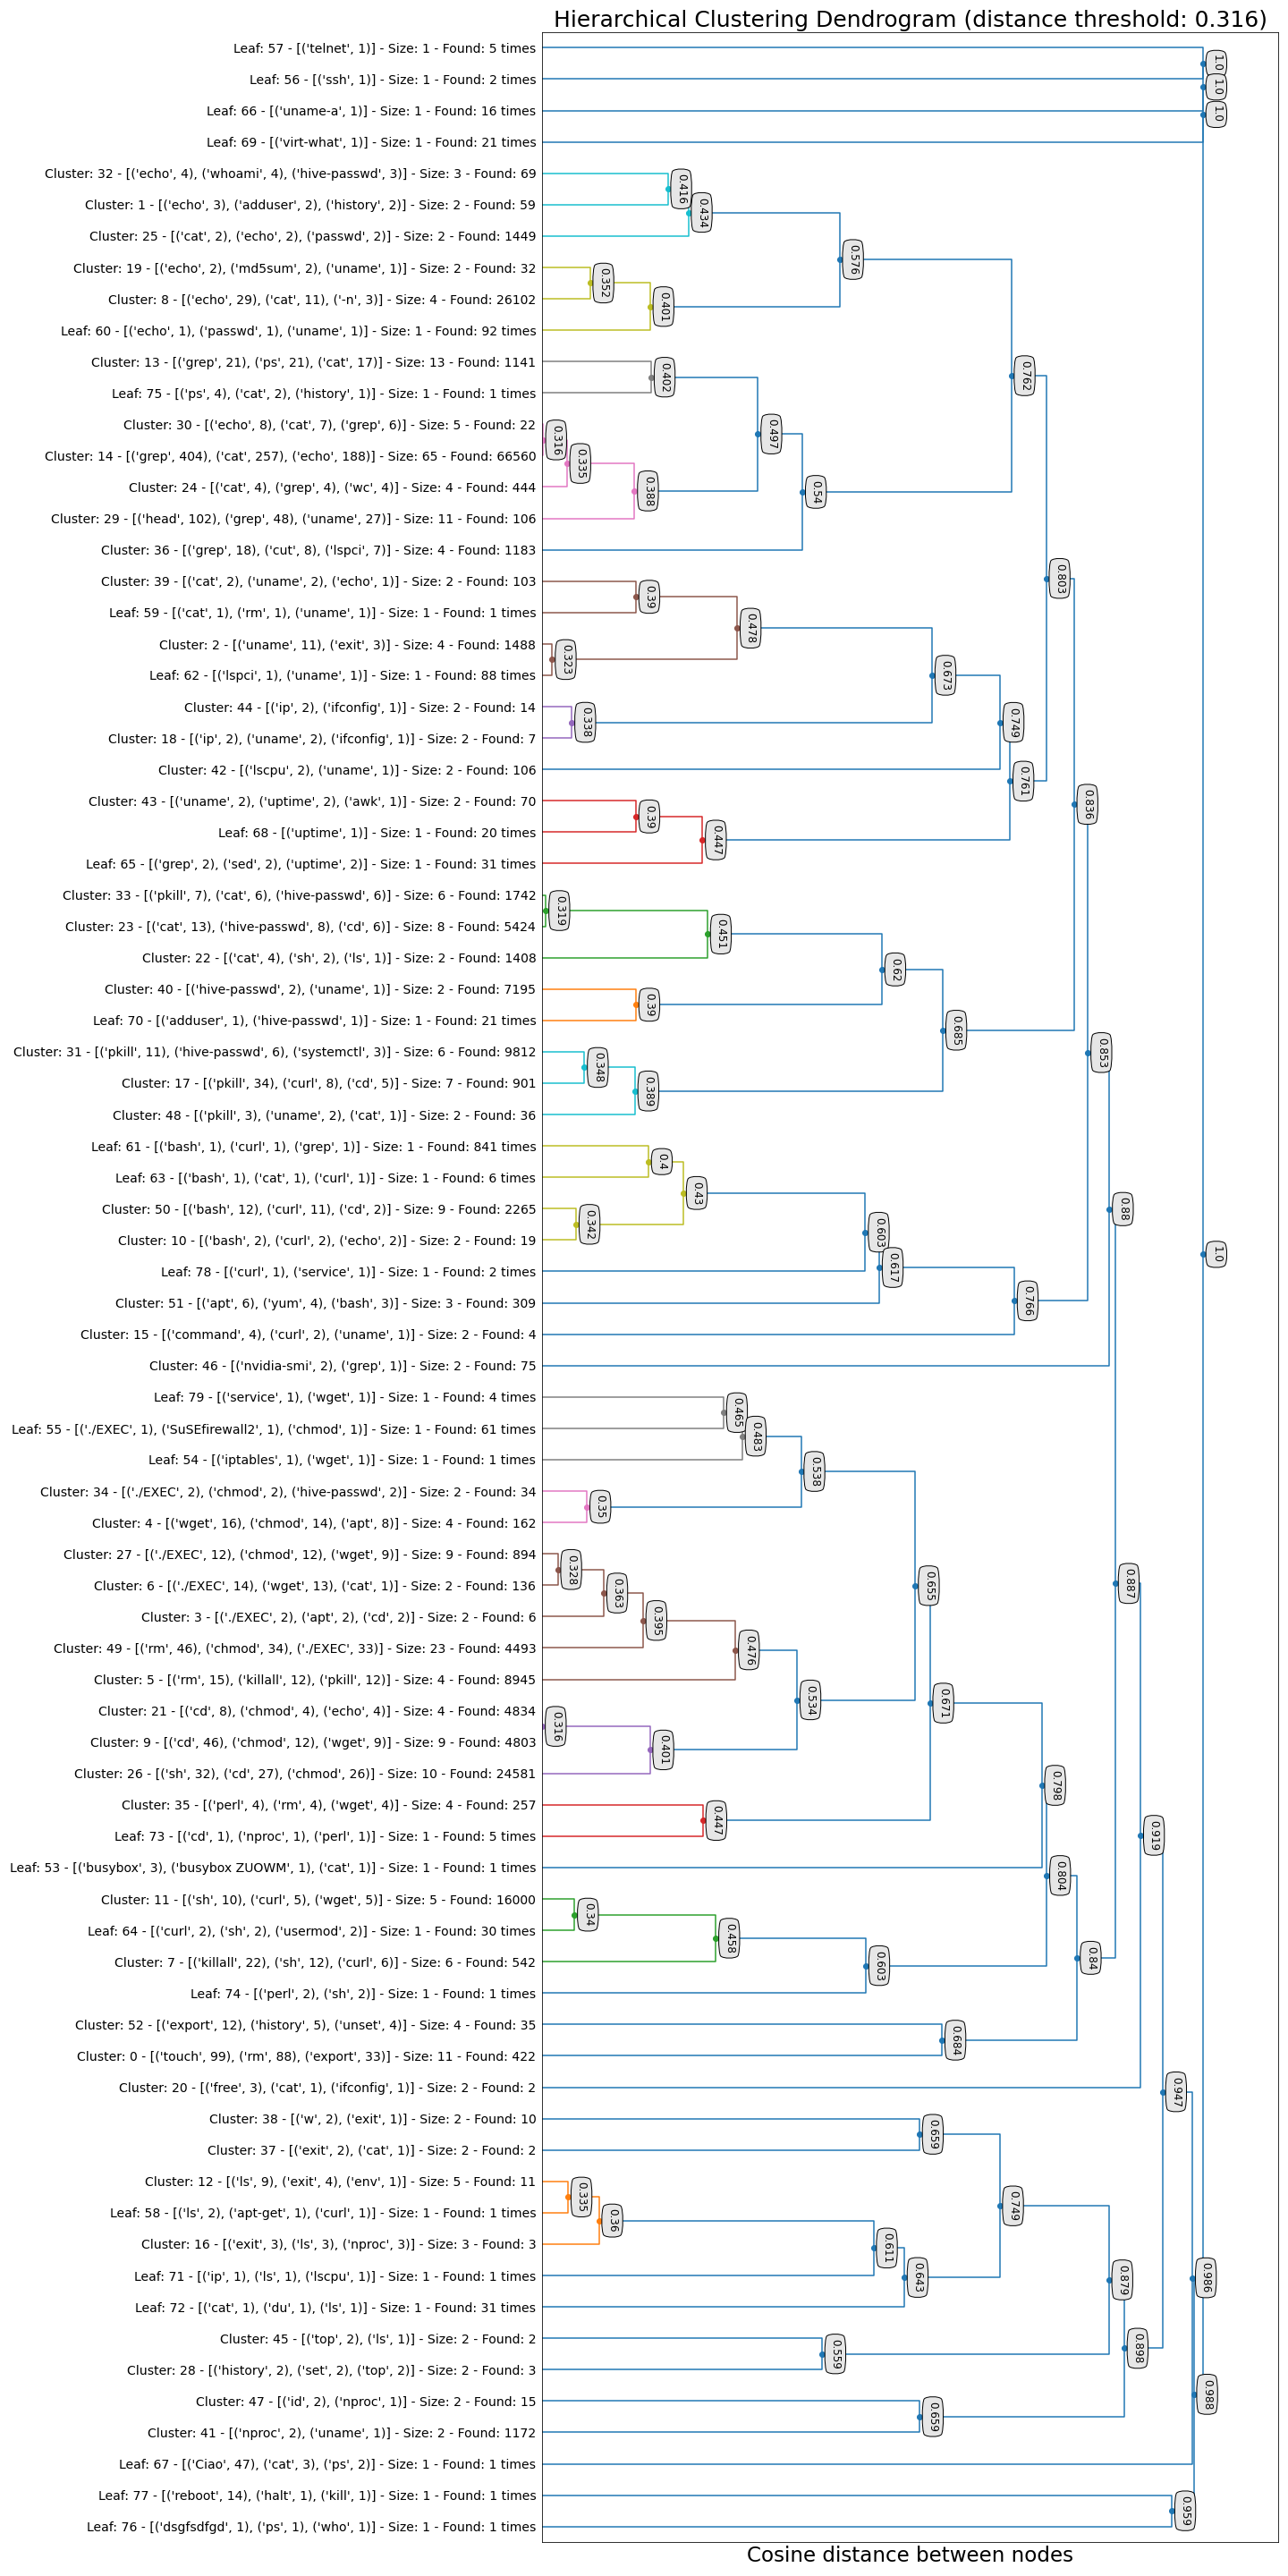 Hierarchical Clustering Dendrogram (distance threshold: 0.316)
Leaf: 57 - [('telnet', 1)] - Size: 1 - Found: 5 times
1.0
Leaf: 56 - [('ssh', 1)] - Size: 1 - Found: 2 times
1.0
Leaf: 66 - [('uname-a', 1)] - Size: 1 - Found: 16 times
1.0
Leaf: 69 - [('virt-what', 1)] - Size: 1 - Found: 21 times
Cluster: 32 - [('echo', 4), ('whoami', 4), ('hive-passwd', 3)] - Size: 3 - Found: 69
0.416
Cluster: 1 - [('echo', 3), ('adduser', 2), ('history', 2)] - Size: 2 - Found: 59
0.434
Cluster: 25 - [('cat', 2), ('echo', 2), ('passwd', 2)] - Size: 2 - Found: 1449
0.576
Cluster: 19 - [('echo', 2), ('md5sum', 2), ('uname', 1)] - Size: 2 - Found: 32
0.352
Cluster: 8 - [('echo', 29), ('cat', 11), ('-n', 3)] - Size: 4 - Found: 26102
0.401
Leaf: 60 - [('echo', 1), ('passwd', 1), ('uname', 1)] - Size: 1 - Found: 92 times
Cluster: 13 - [('grep', 21), ('ps', 21), ('cat', 17)] - Size: 13 - Found: 1141
0.402
0.762
Leaf: 75 - [('ps', 4), ('cat', 2), ('history', 1)] - Size: 1 - Found: 1 times
Cluster: 30 - [('echo', 8), ('cat', 7), ('grep', 6)] - Size: 5 - Found: 22
0.316
0.497
Cluster: 14 - [('grep', 404), ('cat', 257), ('echo', 188)] - Size: 65 - Found: 66560
0.335
Cluster: 24 - [('cat', 4), ('grep', 4), ('wc', 4)] - Size: 4 - Found: 444
0.388
0.54
Cluster: 29 - [('head', 102), ('grep', 48), ('uname', 27)] - Size: 11 - Found: 106
Cluster: 36 - [('grep', 18), ('cut', 8), ('lspci', 7)] - Size: 4 - Found: 1183
Cluster: 39 - [('cat', 2), ('uname', 2), ('echo', 1)] - Size: 2 - Found: 103
0.803
0.39
Leaf: 59 - [('cat', 1), ('rm', 1), ('uname', 1)] - Size: 1 - Found: 1 times
0.478
Cluster: 2 - [('uname', 11), ('exit', 3)] - Size: 4 - Found: 1488
0.323
Leaf: 62 - [('lspci', 1), ('uname', 1)] - Size: 1 - Found: 88 times
0.673
Cluster: 44 - [('ip', 2), ('ifconfig', 1)] - Size: 2 - Found: 14
0.338
0.749
Cluster: 18 - [('ip', 2), ('uname', 2), ('ifconfig', 1)] - Size: 2 - Found: 7
Cluster: 42 - [('lscpu', 2), ('uname', 1)] - Size: 2 - Found: 106
0.761
Cluster: 43 - [('uname', 2), ('uptime', 2), ('awk', 1)] - Size: 2 - Found: 70
0.836
0.39
Leaf: 68 - [('uptime', 1)] - Size: 1 - Found: 20 times
0.447
Leaf: 65 - [('grep', 2), ('sed', 2), ('uptime', 2)] - Size: 1 - Found: 31 times
Cluster: 33 - [('pkill', 7), ('cat', 6), ('hive-passwd', 6)] - Size: 6 - Found: 1742
0.319
Cluster: 23 - [('cat', 13), ('hive-passwd', 8), ('cd', 6)] - Size: 8 - Found: 5424
0.451
Cluster: 22 - [('cat', 4), ('sh', 2), ('ls', 1)] - Size: 2 - Found: 1408
0.62
Cluster: 40 - [('hive-passwd', 2), ('uname', 1)] - Size: 2 - Found: 7195
0.39
Leaf: 70 - [('adduser', 1), ('hive-passwd', 1)] - Size: 1 - Found: 21 times
0.685
Cluster: 31 - [('pkill', 11), ('hive-passwd', 6), ('systemctl', 3)] - Size: 6 - Found: 9812
0.853
0.348
Cluster: 17 - [('pkill', 34), ('curl', 8), ('cd', 5)] - Size: 7 - Found: 901
0.389
Cluster: 48 - [('pkill', 3), ('uname', 2), ('cat', 1)] - Size: 2 - Found: 36
Leaf: 61 - [('bash', 1), ('curl', 1), ('grep', 1)] - Size: 1 - Found: 841 times
0.4
Leaf: 63 - [('bash', 1), ('cat', 1), ('curl', 1)] - Size: 1 - Found: 6 times
0.43
Cluster: 50 - [('bash', 12), ('curl', 11), ('cd', 2)] - Size: 9 - Found: 2265
0.88
0.342
0.603
Cluster: 10 - [('bash', 2), ('curl', 2), ('echo', 2)] - Size: 2 - Found: 19
1.0
0.617
Leaf: 78 - [('curl', 1), ('service', 1)] - Size: 1 - Found: 2 times
0.766
Cluster: 51 - [('apt', 6), ('yum', 4), ('bash', 3)] - Size: 3 - Found: 309
Cluster: 15 - [('command', 4), ('curl', 2), ('uname', 1)] - Size: 2 - Found: 4
Cluster: 46 - [('nvidia-smi', 2), ('grep', 1)] - Size: 2 - Found: 75
Leaf: 79 - [('service', 1), ('wget', 1)] - Size: 1 - Found: 4 times
0.465
Leaf: 55 - [('./EXEC', 1), ('SuSEfirewall2', 1), ('chmod', 1)] - Size: 1 - Found: 61 times
0.483
Leaf: 54 - [('iptables', 1), ('wget', 1)] - Size: 1 - Found: 1 times
0.538
Cluster: 34 - [('./EXEC', 2), ('chmod', 2), ('hive-passwd', 2)] - Size: 2 - Found: 34
0.35
Cluster: 4 - [('wget', 16), ('chmod', 14), ('apt', 8)] - Size: 4 - Found: 162
Cluster: 27 - [('./EXEC', 12), ('chmod', 12), ('wget', 9)] - Size: 9 - Found: 894
0.328
0.887
Cluster: 6 - [('./EXEC', 14), ('wget', 13), ('cat', 1)] - Size: 2 - Found: 136
0.655
0.363
Cluster: 3 - [('./EXEC', 2), ('apt', 2), ('cd', 2)] - Size: 2 - Found: 6
0.395
Cluster: 49 - [('rm', 46), ('chmod', 34), ('./EXEC', 33)] - Size: 23 - Found: 4493
0.476
Cluster: 5 - [('rm', 15), ('killall', 12), ('pkill', 12)] - Size: 4 - Found: 8945
0.534
0.671
Cluster: 21 - [('cd', 8), ('chmod', 4), ('echo', 4)] - Size: 4 - Found: 4834
0.316
Cluster: 9 - [('cd', 46), ('chmod', 12), ('wget', 9)] - Size: 9 - Found: 4803
0.401
Cluster: 26 - [('sh', 32), ('cd', 27), ('chmod', 26)] - Size: 10 - Found: 24581
0.798
Cluster: 35 - [('perl', 4), ('rm', 4), ('wget', 4)] - Size: 4 - Found: 257
0.447
Leaf: 73 - [('cd', 1), ('nproc', 1), ('perl', 1)] - Size: 1 - Found: 5 times
0.919
Leaf: 53 - [('busybox', 3), ('busybox ZUOWM', 1), ('cat', 1)] - Size: 1 - Found: 1 times
0.804
Cluster: 11 - [('sh', 10), ('curl', 5), ('wget', 5)] - Size: 5 - Found: 16000
0.34
Leaf: 64 - [('curl', 2), ('sh', 2), ('usermod', 2)] - Size: 1 - Found: 30 times
0.458
Cluster: 7 - [('killall', 22), ('sh', 12), ('curl', 6)] - Size: 6 - Found: 542
0.603
0.84
Leaf: 74 - [('perl', 2), ('sh', 2)] - Size: 1 - Found: 1 times
Cluster: 52 - [('export', 12), ('history', 5), ('unset', 4)] - Size: 4 - Found: 35
0.684
Cluster: 0 - [('touch', 99), ('rm', 88), ('export', 33)] - Size: 11 - Found: 422
Cluster: 20 - [('free', 3), ('cat', 1), ('ifconfig', 1)] - Size: 2 - Found: 2
0.947
Cluster: 38 - [('w', 2), ('exit', 1)] - Size: 2 - Found: 10
0.659
Cluster: 37 - [('exit', 2), ('cat', 1)] - Size: 2 - Found: 2
Cluster: 12 - [('ls', 9), ('exit', 4), ('env', 1)] - Size: 5 - Found: 11
0.335
0.749
Leaf: 58 - [('ls', 2), ('apt-get', 1), ('curl', 1)] - Size: 1 - Found: 1 times
0.36
Cluster: 16 - [('exit', 3), ('ls', 3), ('nproc', 3)] - Size: 3 - Found: 3
0.611
Leaf: 71 - [('ip', 1), ('ls', 1), ('lscpu', 1)] - Size: 1 - Found: 1 times
0.643
0.879
0.986
Leaf: 72 - [('cat', 1), ('du', 1), ('ls', 1)] - Size: 1 - Found: 31 times
Cluster: 45 - [('top', 2), ('ls', 1)] - Size: 2 - Found: 2
0.559
0.898
Cluster: 28 - [('history', 2), ('set', 2), ('top', 2)] - Size: 2 - Found: 3
0.988
Cluster: 47 - [('id', 2), ('nproc', 1)] - Size: 2 - Found: 15
0.659
Cluster: 41 - [('nproc', 2), ('uname', 1)] - Size: 2 - Found: 1172
Leaf: 67 - [('Ciao', 47), ('cat', 3), ('ps', 2)] - Size: 1 - Found: 1 times
Leaf: 77 - [('reboot', 14), ('halt', 1), ('kill', 1)] - Size: 1 - Found: 1 times
0.959
Leaf: 76 - [('dsgfsdfgd', 1), ('ps', 1), ('who', 1)] - Size: 1 - Found: 1 times
Cosine distance between nodes